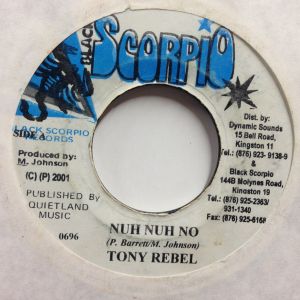 BLACK
SCORPIO
SIDE A
BLACK SCORPIO
RECORDS
Produced by:
M. Johnson
(C) (P) 2001
PUBLISHED BY
QUIETLAND
MUSIC
0696
Dist. by:
Dynamic Sounds
15 Bell Road,
Kingston 11
Tel.: (876) 923- 9138-9
&
Black Scorpio
144B Molynes Road,
Kingston 19
Tel.: (876) 925-2363/
931-1340
Fax: (876) 925-6168
NUH NUH NO
(P. Barrett/M. Johnson)
TONY REBEL